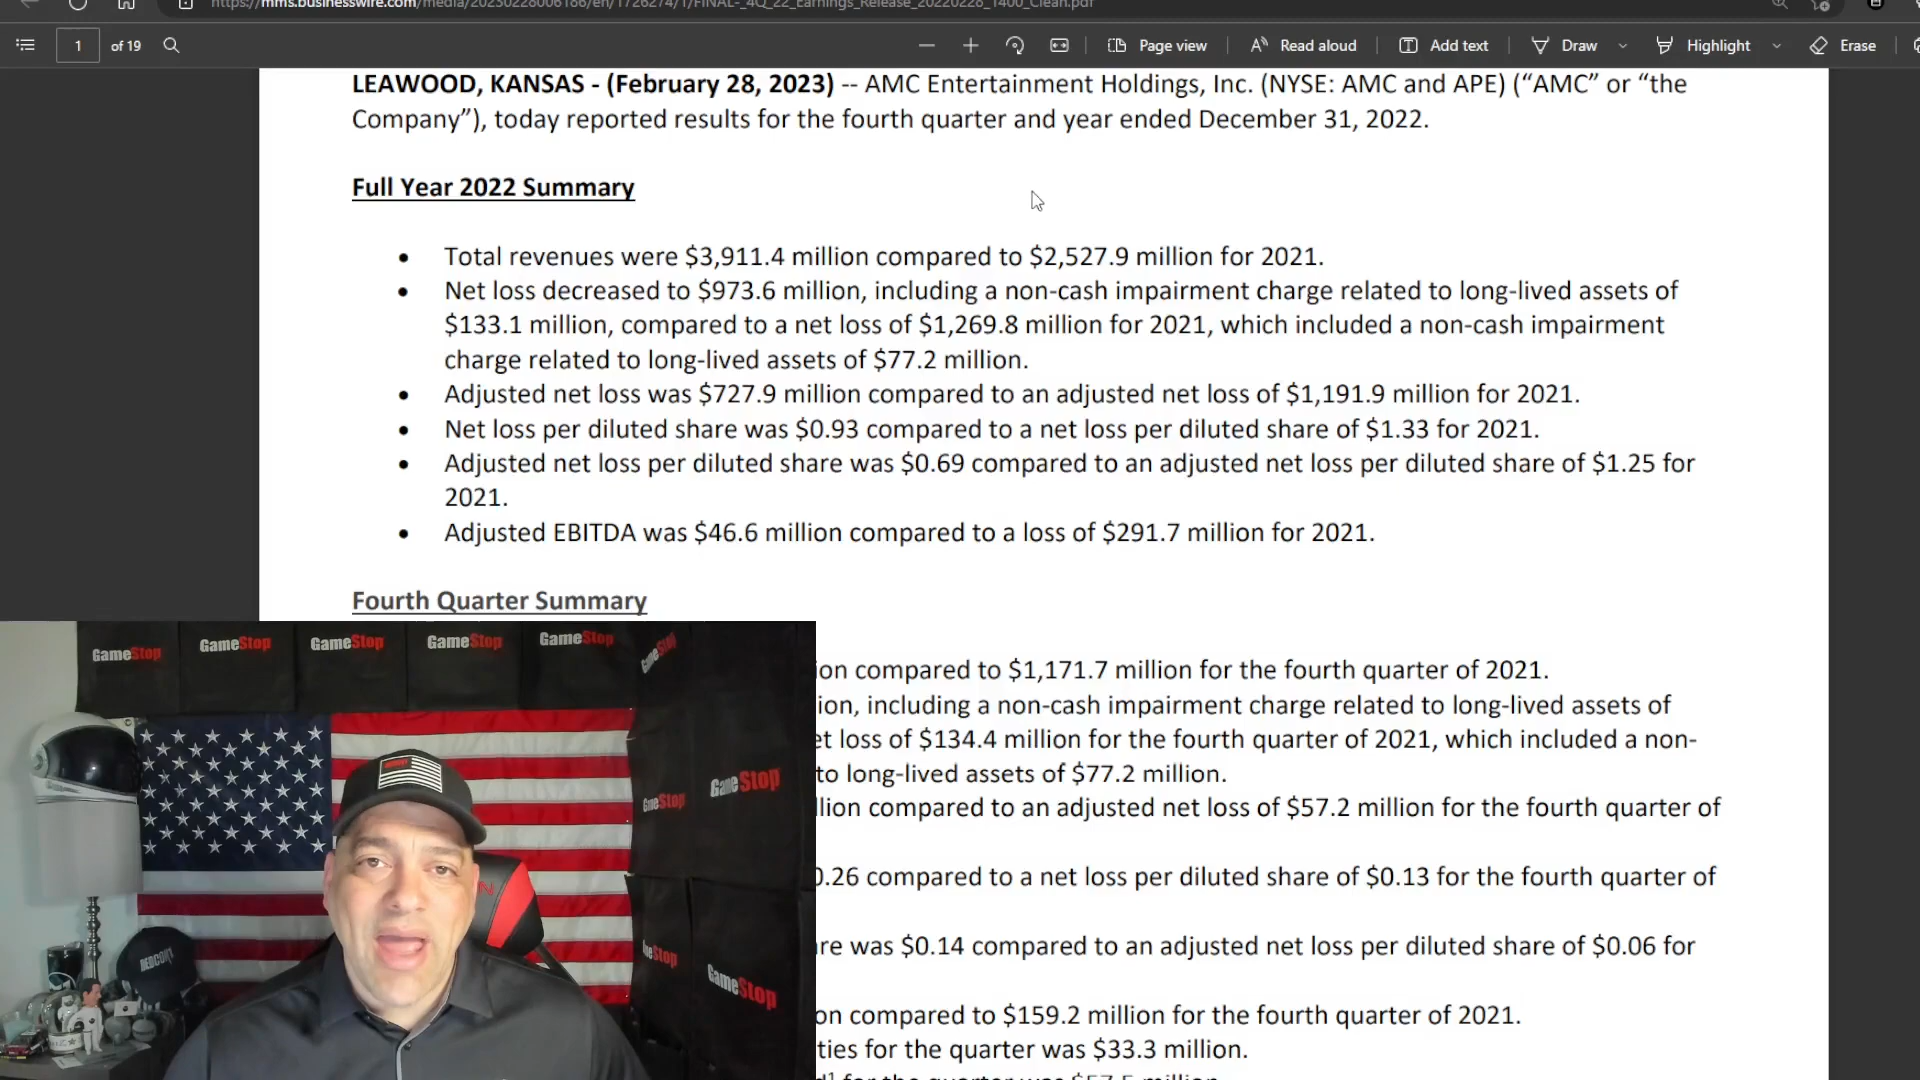 https://mms.businesswire.com/media/20230228006186/en/1726274/1/FINAL-_4Q_22_Earnings_Release_20220228_1400_Clean.pdf
1 of 19 Page view Read aloud Add text Draw Highlight Erase
LEAWOOD, KANSAS - (February 28, 2023) -- AMC Entertainment Holdings, Inc. (NYSE: AMC and APE) (“AMC” or “the
Company”), today reported results for the fourth quarter and year ended December 31, 2022.
Full Year 2022 Summary
• Total revenues were $3,911.4 million compared to $2,527.9 million for 2021.
• Net loss decreased to $973.6 million, including a non-cash impairment charge related to long-lived assets of
$133.1 million, compared to a net loss of $1,269.8 million for 2021, which included a non-cash impairment
charge related to long-lived assets of $77.2 million.
• Adjusted net loss was $727.9 million compared to an adjusted net loss of $1,191.9 million for 2021.
• Net loss per diluted share was $0.93 compared to a net loss per diluted share of $1.33 for 2021.
• Adjusted net loss per diluted share was $0.69 compared to an adjusted net loss per diluted share of $1.25 for
2021.
• Adjusted EBITDA was $46.6 million compared to a loss of $291.7 million for 2021.
Fourth Quarter Summary
ion compared to $1,171.7 million for the fourth quarter of 2021.
ion, including a non-cash impairment charge related to long-lived assets of
et loss of $134.4 million for the fourth quarter of 2021, which included a non-
to long-lived assets of $77.2 million.
llion compared to an adjusted net loss of $57.2 million for the fourth quarter of
0.26 compared to a net loss per diluted share of $0.13 for the fourth quarter of
re was $0.14 compared to an adjusted net loss per diluted share of $0.06 for
on compared to $159.2 million for the fourth quarter of 2021.
ties for the quarter was $33.3 million.
for the quarter was $57.5 million
GameStop GameStop GameStop GameStop GameStop GameStop
GameStop GameStop
GameStop GameStop